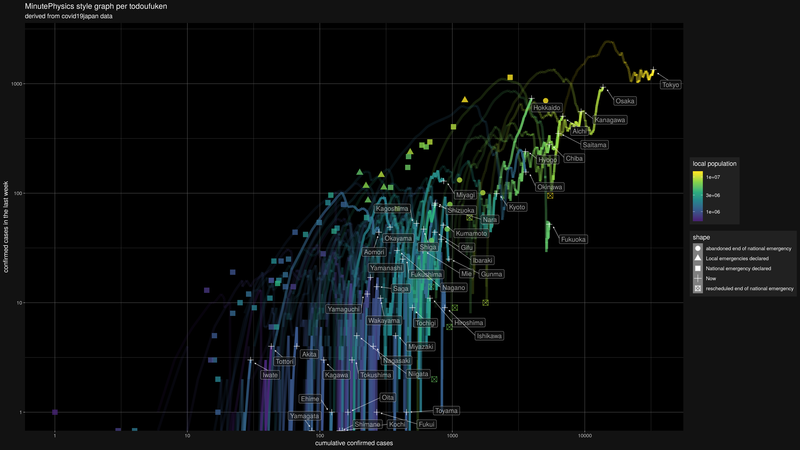 MinutePhysics style graph per todoufuken
derived from covid19japan data
confirmed cases in the last week
1000
100
10
1
1
10
100
1000
10000
cumulative confirmed cases
Tokyo
Osaka
Hokkaido
Kanagawa
Aichi
Saitama
Hyogo
Chiba
Okinawa
Miyagi
Kagoshima
Shizuoka
Kyoto
Nara
Kumamoto
Fukuoka
Okayama
Shiga
Gifu
Aomori
Ibaraki
Yamanashi
Fukushima
Mie
Gunma
Saga
Nagano
Yamaguchi
Wakayama
Tochigi
Hiroshima
Ishikawa
Miyazaki
Akita
Nagasaki
Tottori
Iwate
Kagawa
Tokushima
Niigata
Ehime
Oita
Yamagata
Toyama
Shimane
Kochi
Fukui
local population
1e+07
3e+06
1e+06
shape
abandoned end of national emergency
Local emergencies declared
National emergency declared
Now
rescheduled end of national emergency